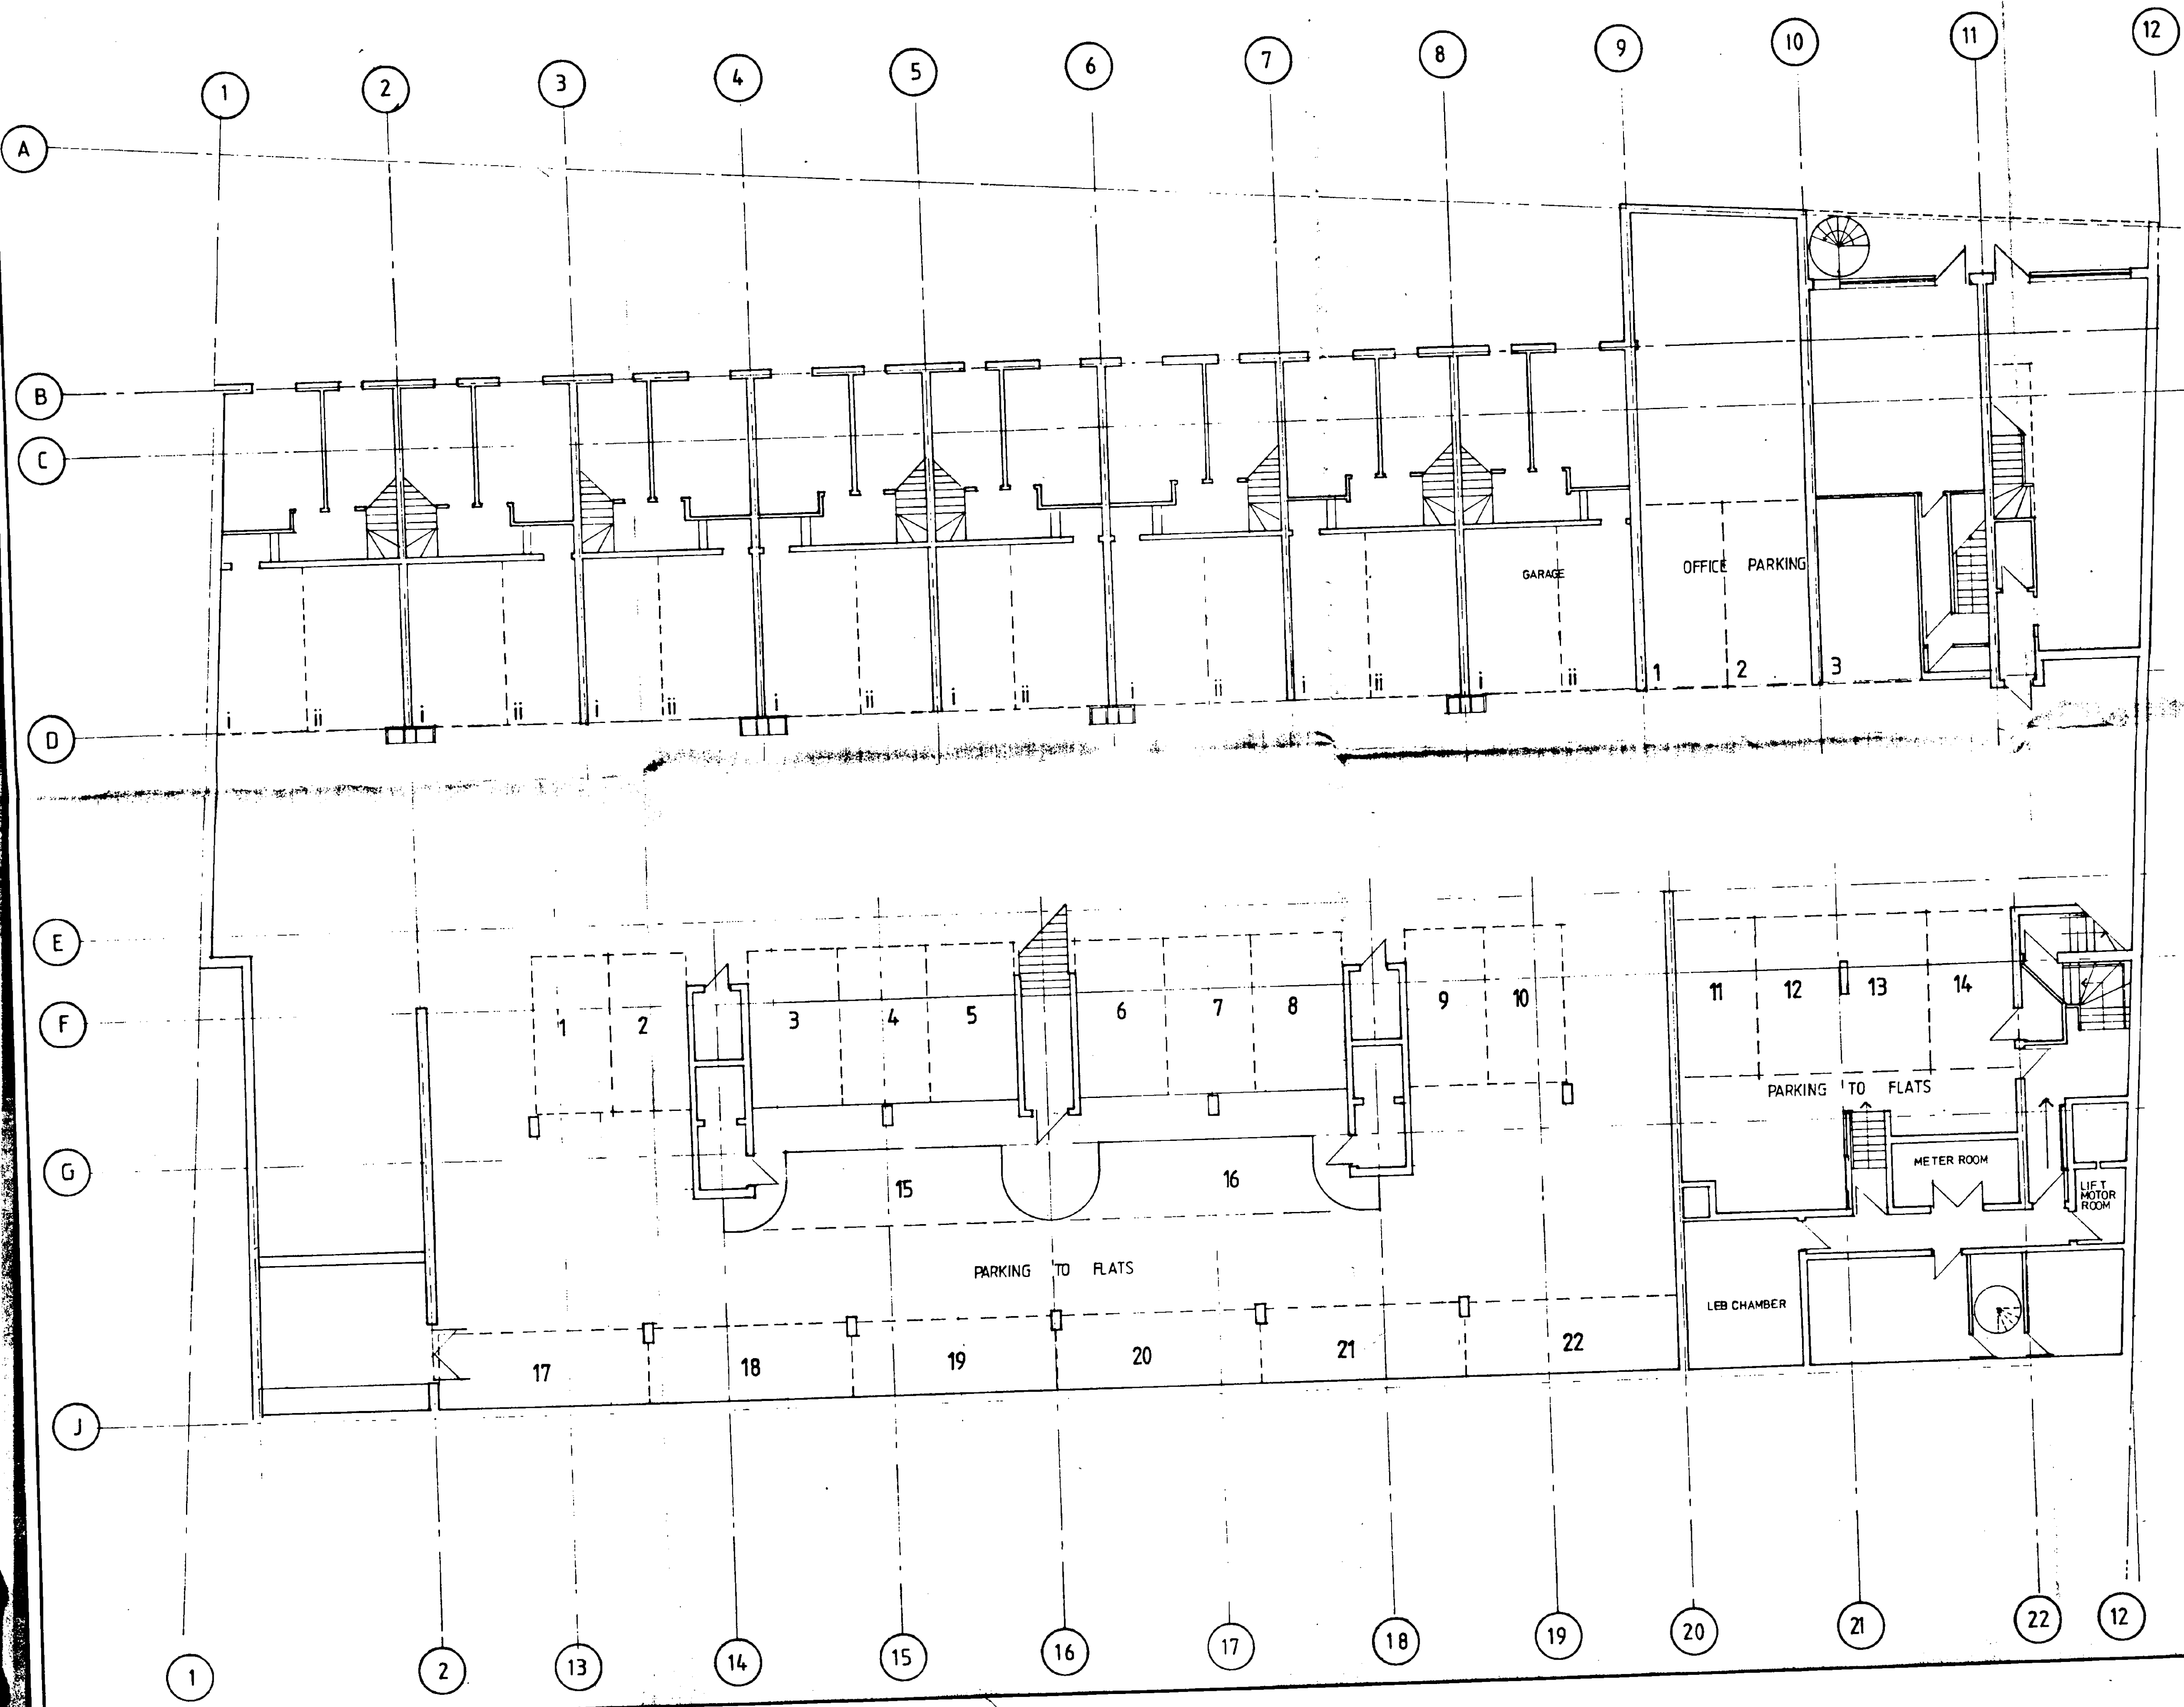 1 2 3 4 5 6 7 8 9 10 11 12
A
B
C
GARAGE
OFFICE PARKING
i ii i ii i ii i ii i ii i ii i ii i ii 1 2 3
D
E
F
1 2 3 4 5 6 7 8 9 10 11 12 13 14
PARKING TO FLATS
G
METER ROOM
15 16
LIFT
MOTOR
ROOM
PARKING TO FLATS
LEB CHAMBER
17 18 19 20 21 22
J
1 2 13 14 15 16 17 18 19 20 21 22 12